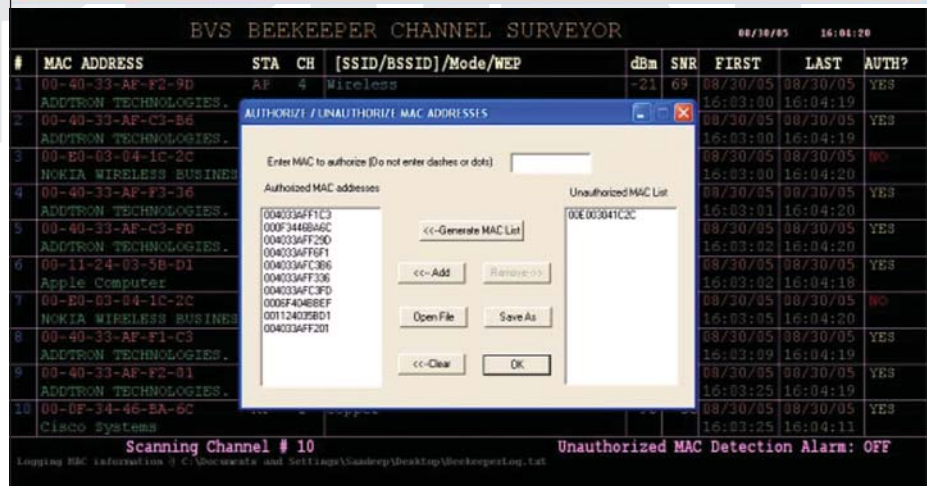 BVS BEEKEEPER CHANNEL SURVEYOR 08/30/05 16:04:20
# MAC ADDRESS STA CH [SSID/BSSID]/Mode/WEP dBm SNR FIRST LAST AUTH?
1 00-40-33-AF-F2-9D AP 4 Wireless -21 69 08/30/05 08/30/05 YES
ADDTRON TECHNOLOGIES. 16:03:00 16:04:19
2 00-40-33-AF-C3-B6 08/30/05 08/30/05 YES
ADDTRON TECHNOLOGIES. 16:03:00 16:04:19
3 00-E0-03-04-1C-2C 08/30/05 08/30/05 NO
NOKIA WIRELESS BUSINES 16:03:00 16:04:20
4 00-40-33-AF-F3-36 08/30/05 08/30/05 YES
ADDTRON TECHNOLOGIES. 16:03:01 16:04:20
5 00-40-33-AF-C3-FD 08/30/05 08/30/05 YES
ADDTRON TECHNOLOGIES. 16:03:02 16:04:20
6 00-11-24-03-5B-D1 08/30/05 08/30/05 YES
Apple Computer 16:03:02 16:04:18
7 00-E0-03-04-1C-2C 08/30/05 08/30/05 NO
NOKIA WIRELESS BUSINES 16:03:05 16:04:20
8 00-40-33-AF-F1-C3 08/30/05 08/30/05 YES
ADDTRON TECHNOLOGIES. 16:03:09 16:04:19
9 00-40-33-AF-F2-01 08/30/05 08/30/05 YES
ADDTRON TECHNOLOGIES. 16:03:25 16:04:19
10 00-0F-34-46-BA-6C 08/30/05 08/30/05 YES
Cisco Systems 16:03:25 16:04:11
AUTHORIZE / UNAUTHORIZE MAC ADDRESSES
Enter MAC to authorize (Do not enter dashes or dots)
Authorized MAC addresses
Unauthorized MAC List
004033AFF1C3
000F3446BA6C
004033AFF29D
004033AFF6F1
004033AFC3B6
004033AFF336
004033AFC3FD
0006F404BBEF
001124035BD1
004033AFF201
00E003041C2C
<<-Generate MAC List
<<-Add Remove->>
Open File Save As
<<-Clear OK
Scanning Channel # 10 Unauthorized MAC Detection Alarm: OFF
Logging MAC information @ C:\Documents and Settings\Saadeep\Desktop\BeekeeperLog.txt